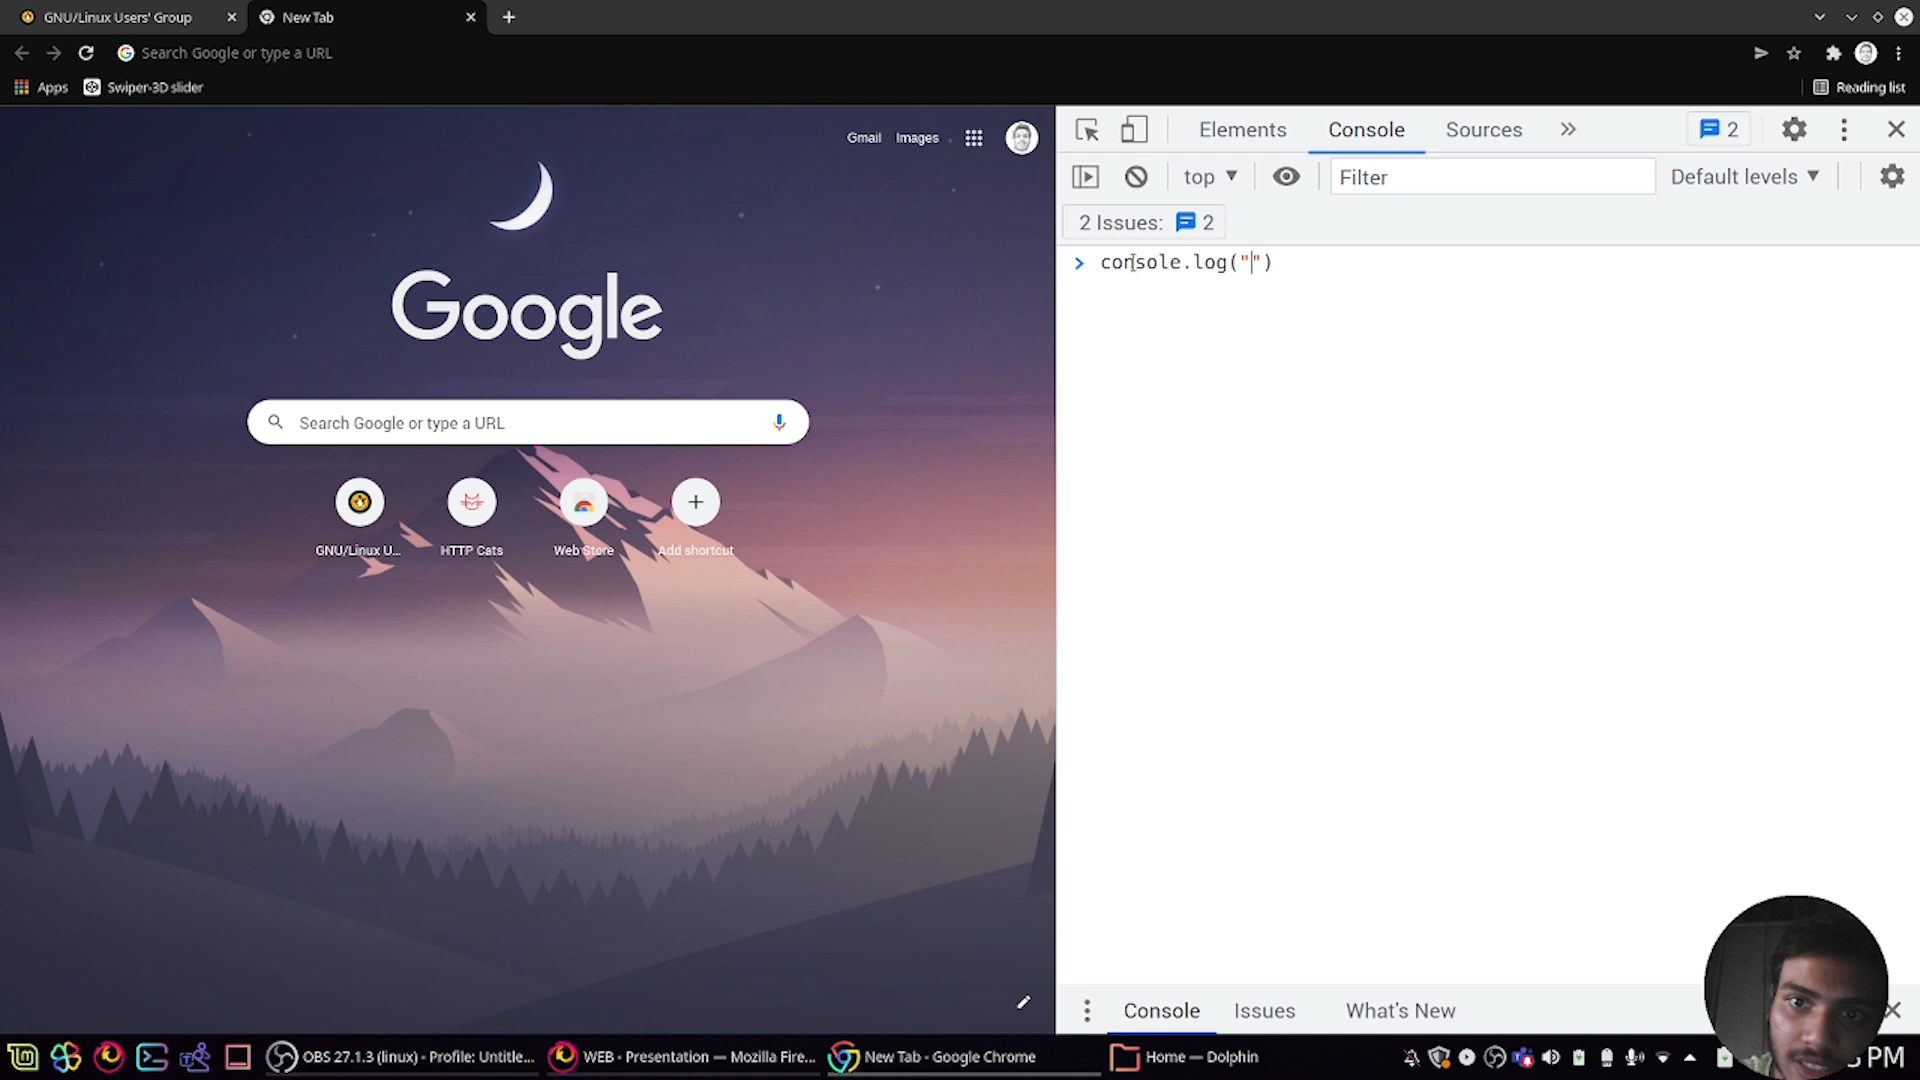 GNU/Linux Users' Group
New Tab
Search Google or type a URL
Apps
Swiper-3D slider
Reading list
Gmail
Images
Google
Search Google or type a URL
GNU/Linux U...
HTTP Cats
Web Store
Add shortcut
Elements
Console
Sources
2
top
Filter
Default levels
2 Issues:
2
console.log("")
Console
Issues
What's New
OBS 27.1.3 (linux) - Profile: Untitle...
WEB - Presentation — Mozilla Fire...
New Tab - Google Chrome
Home — Dolphin
PM